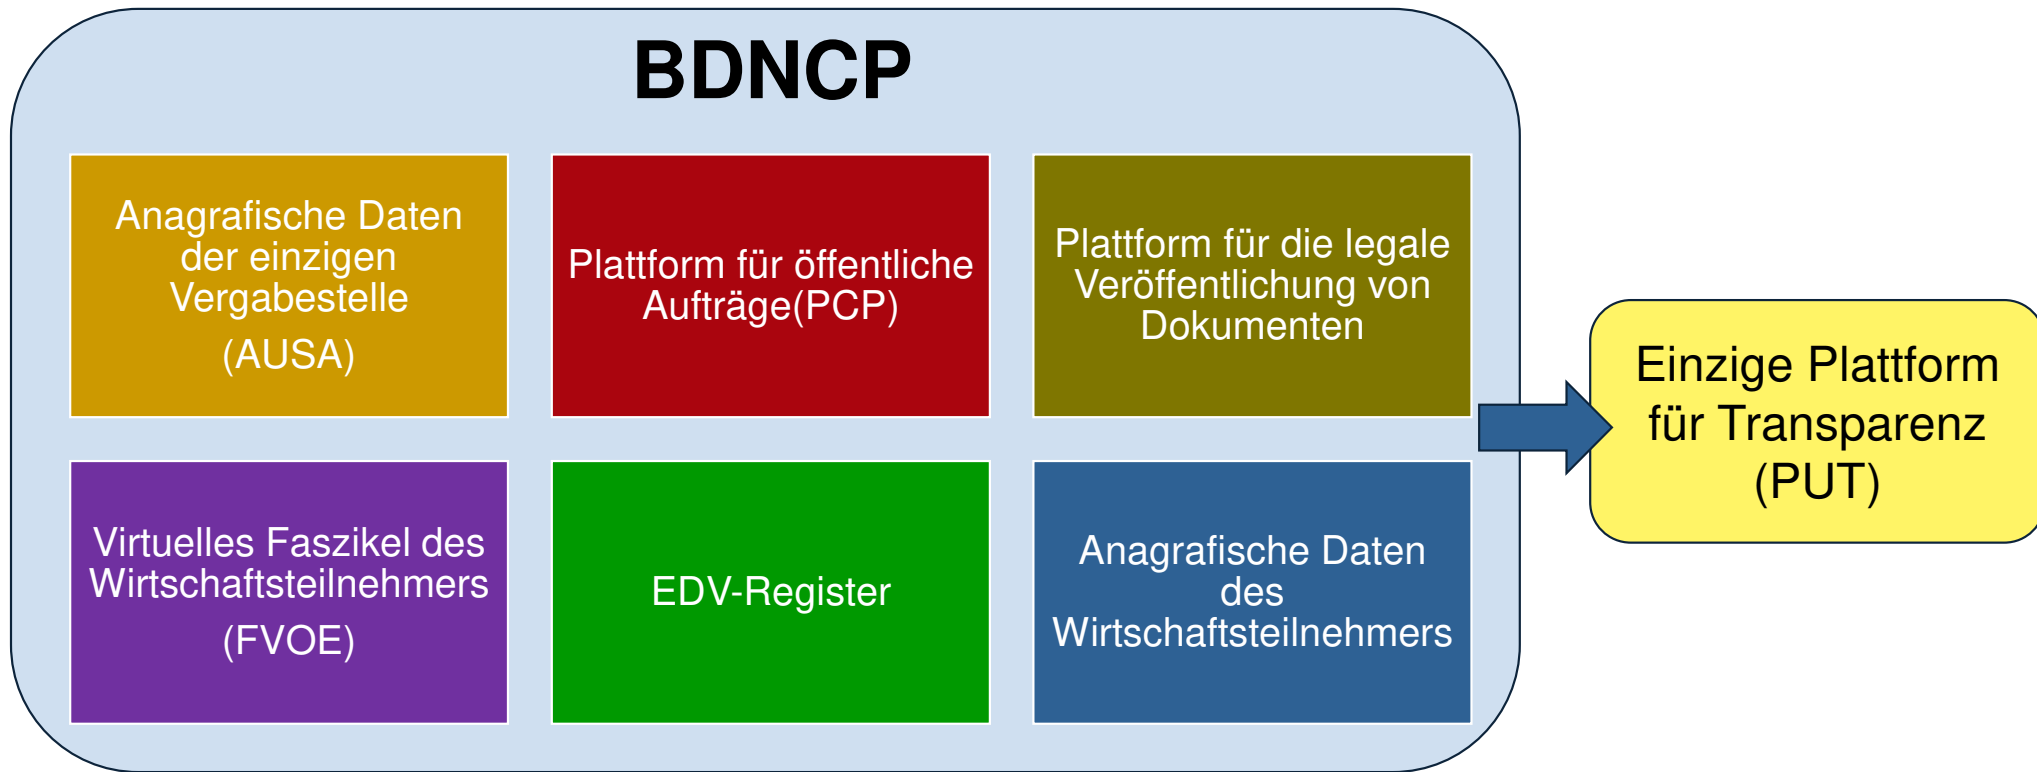 BDNCP
Anagrafische Daten
der einzigen
Vergabestelle
(AUSA)
Plattform für öffentliche
Aufträge(PCP)
Plattform für die legale
Veröffentlichung von
Dokumenten
Virtuelles Faszikel des
Wirtschaftsteilnehmers
(FVOE)
EDV-Register
Anagrafische Daten
des
Wirtschaftsteilnehmers
Einzige Plattform
für Transparenz
(PUT)